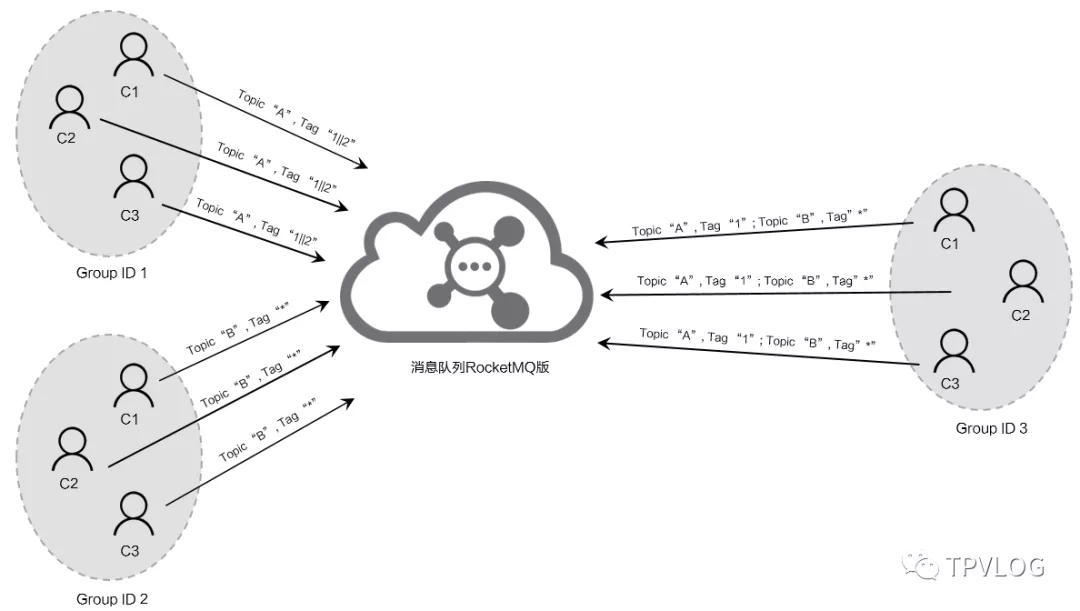 C1
C2
C3
Group ID 1
Topic “A”, Tag “1||2”
Topic “A”, Tag “1||2”
Topic “A”, Tag “1||2”
C1
C2
C3
Group ID 2
Topic “B”, Tag “*”
Topic “B”, Tag “*”
Topic “B”, Tag “*”
消息队列RocketMQ版
Topic “A”, Tag “1”; Topic “B”, Tag”*”
Topic “A”, Tag “1”; Topic “B”, Tag”*”
Topic “A”, Tag “1”; Topic “B”, Tag”*”
C1
C2
C3
Group ID 3
TPVLOG